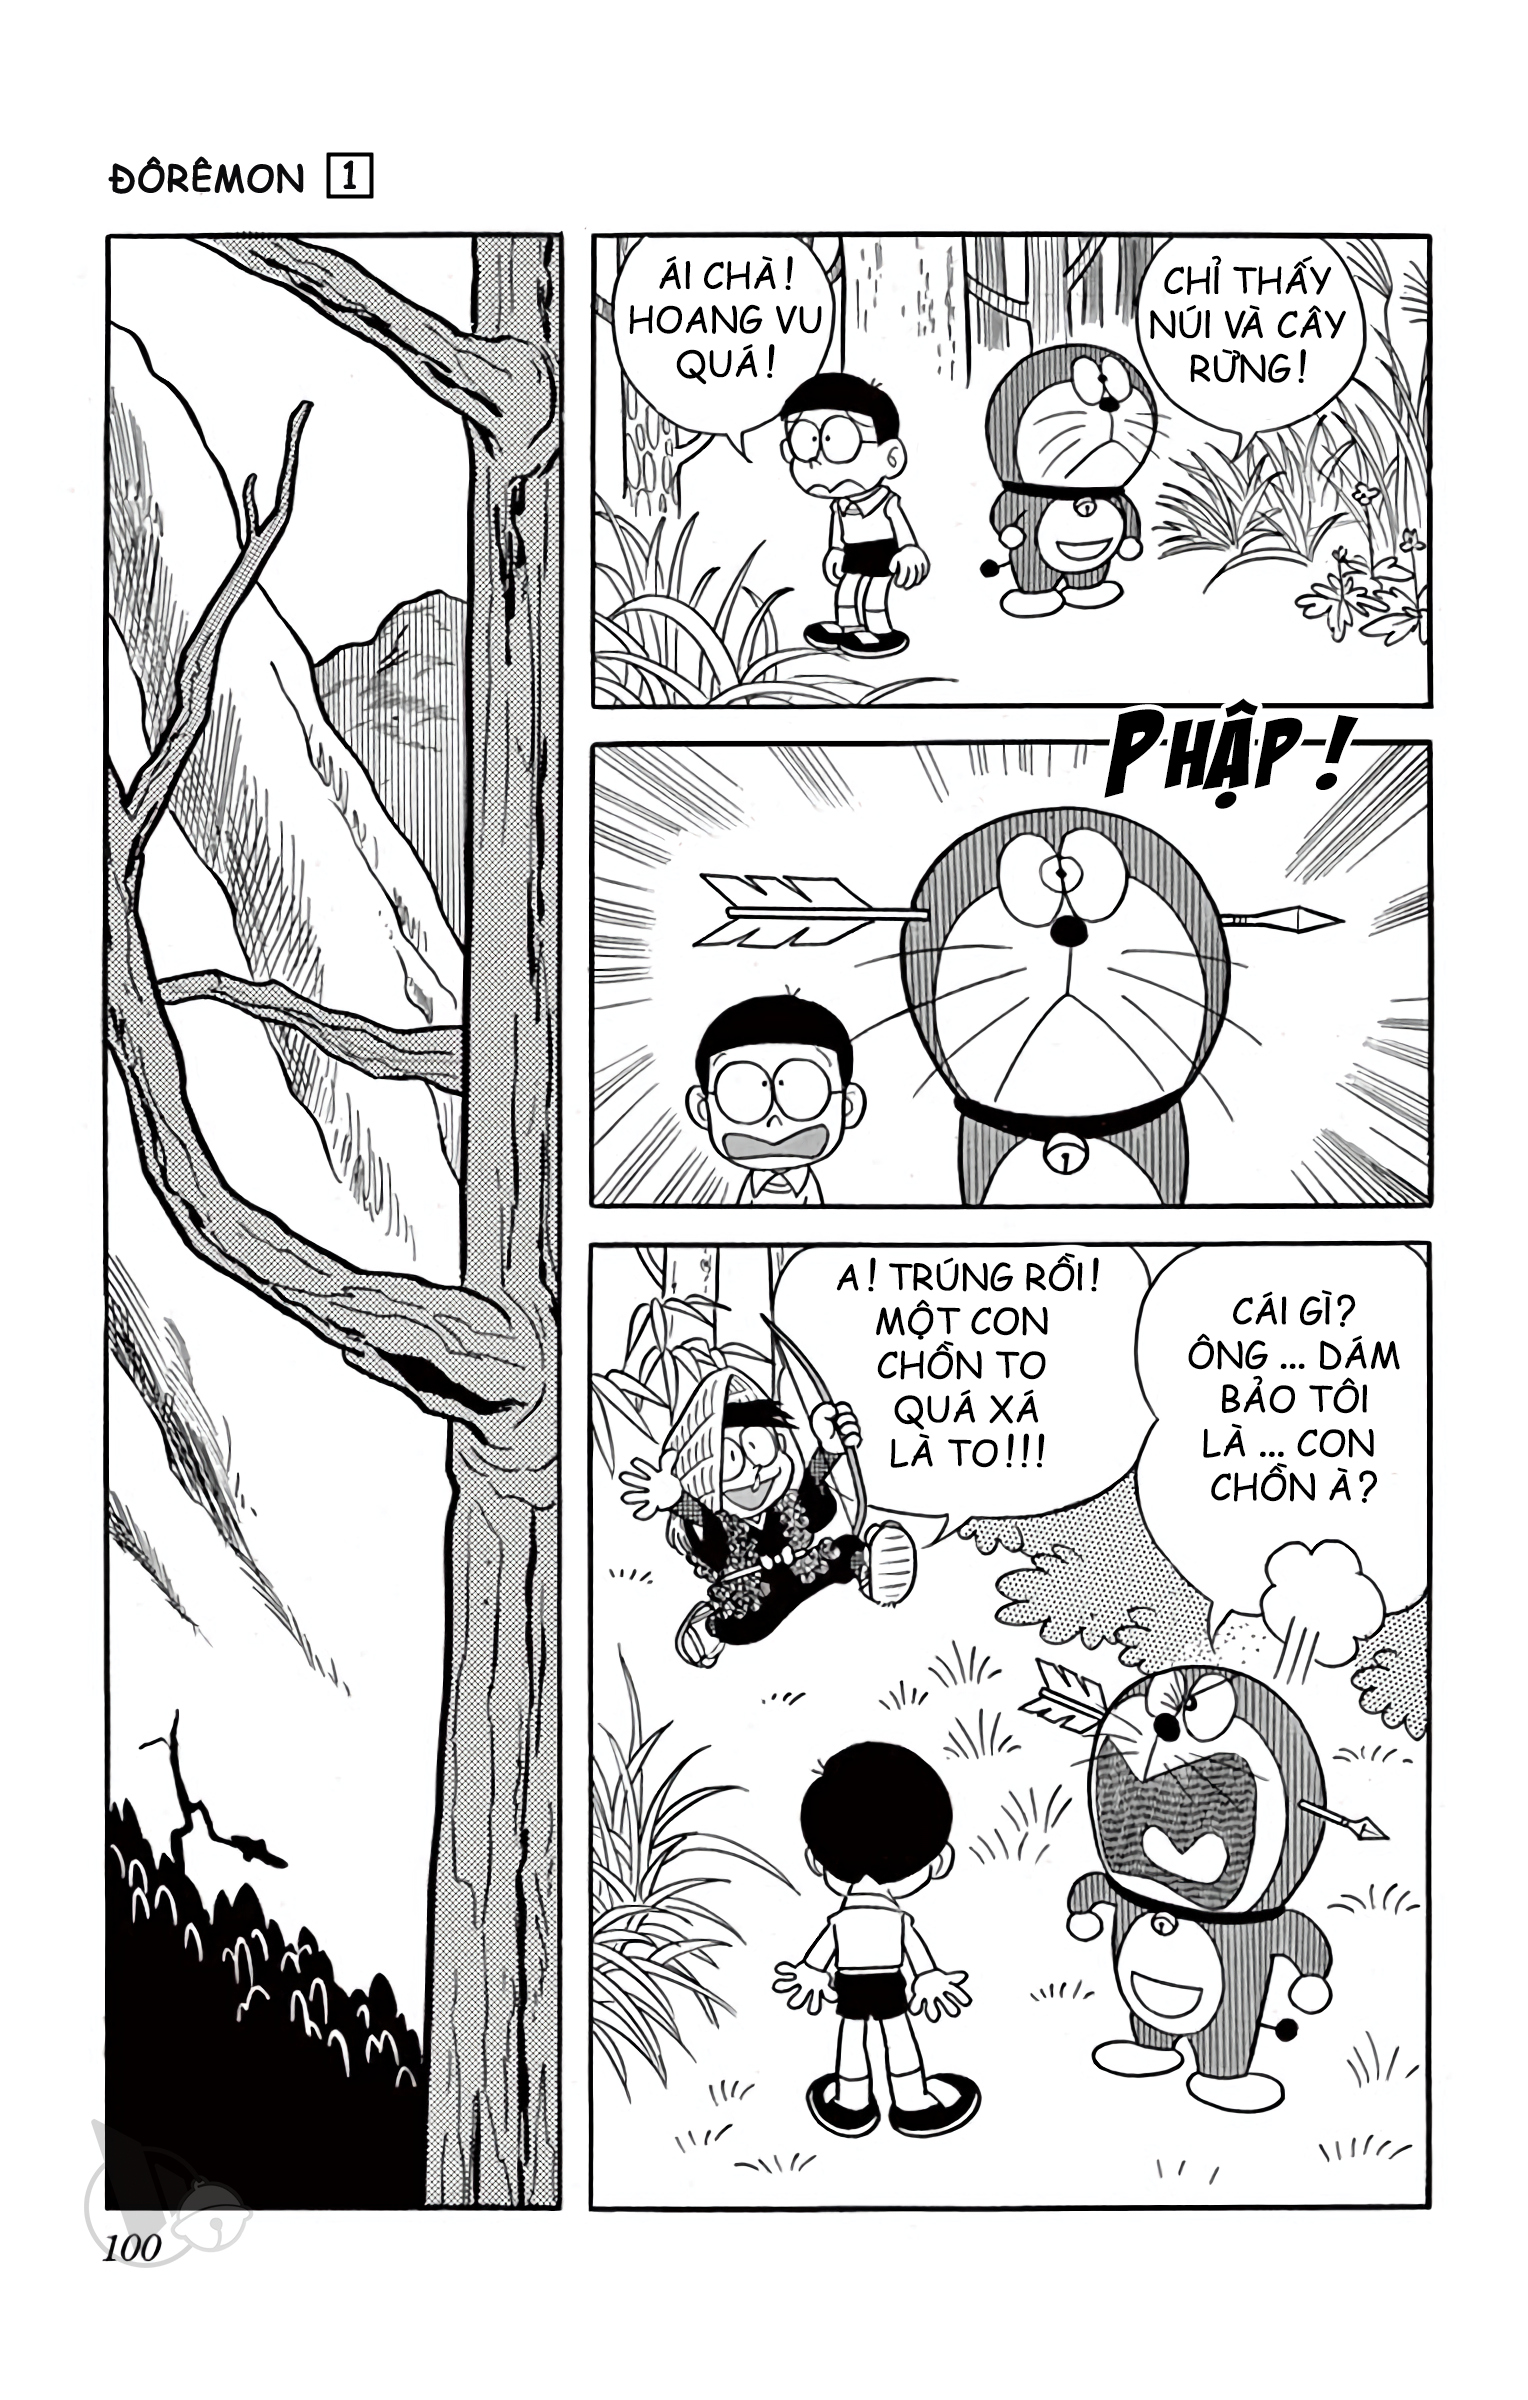 ĐÔRÊMON 1
ÁI CHÀ!
HOANG VU
QUÁ!
CHỈ THẤY
NÚI VÀ CÂY
RỪNG!
PHẬP!
A! TRÚNG RỒI!
MỘT CON
CHỒN TO
QUÁ XÁ
LÀ TO!!!
CÁI GÌ?
ÔNG ... DÁM
BẢO TÔI
LÀ ... CON
CHỒN À?
100